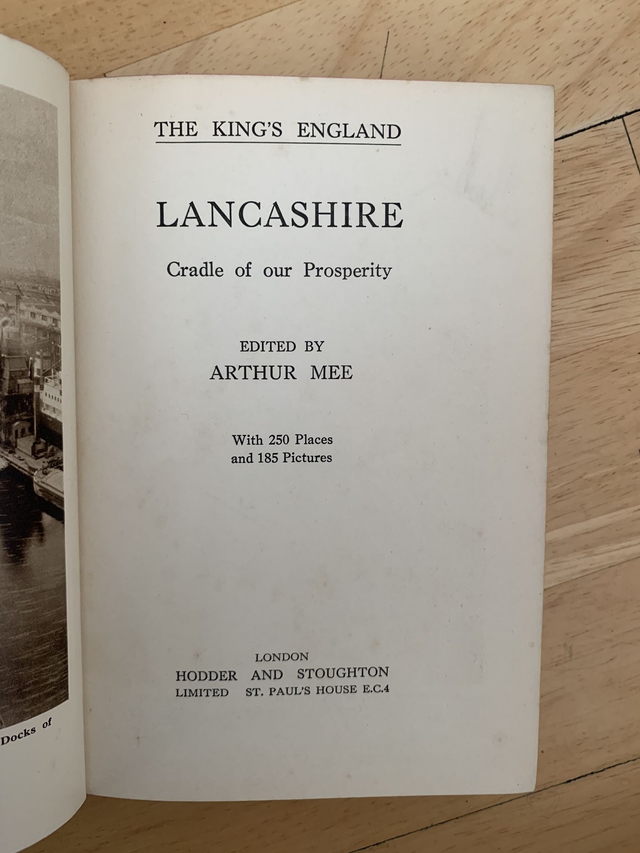 THE KING'S ENGLAND
LANCASHIRE
Cradle of our Prosperity
EDITED BY
ARTHUR MEE
With 250 Places
and 185 Pictures
LONDON
HODDER AND STOUGHTON
LIMITED ST. PAUL'S HOUSE E.C.4
Docks of